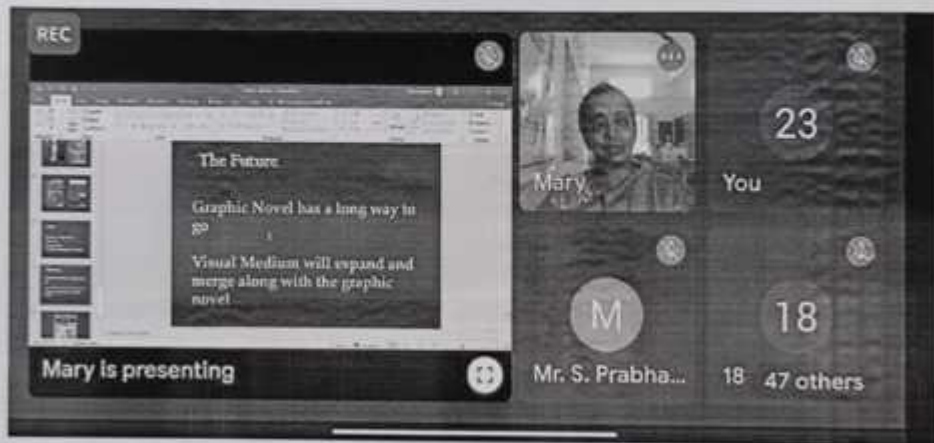 REC
The Future
Graphic Novel has a long way to
go
Visual Medium will expand and
merge along with the graphic
novel
Mary is presenting
Mary
23
You
M
Mr. S. Prabha...
18
18 47 others